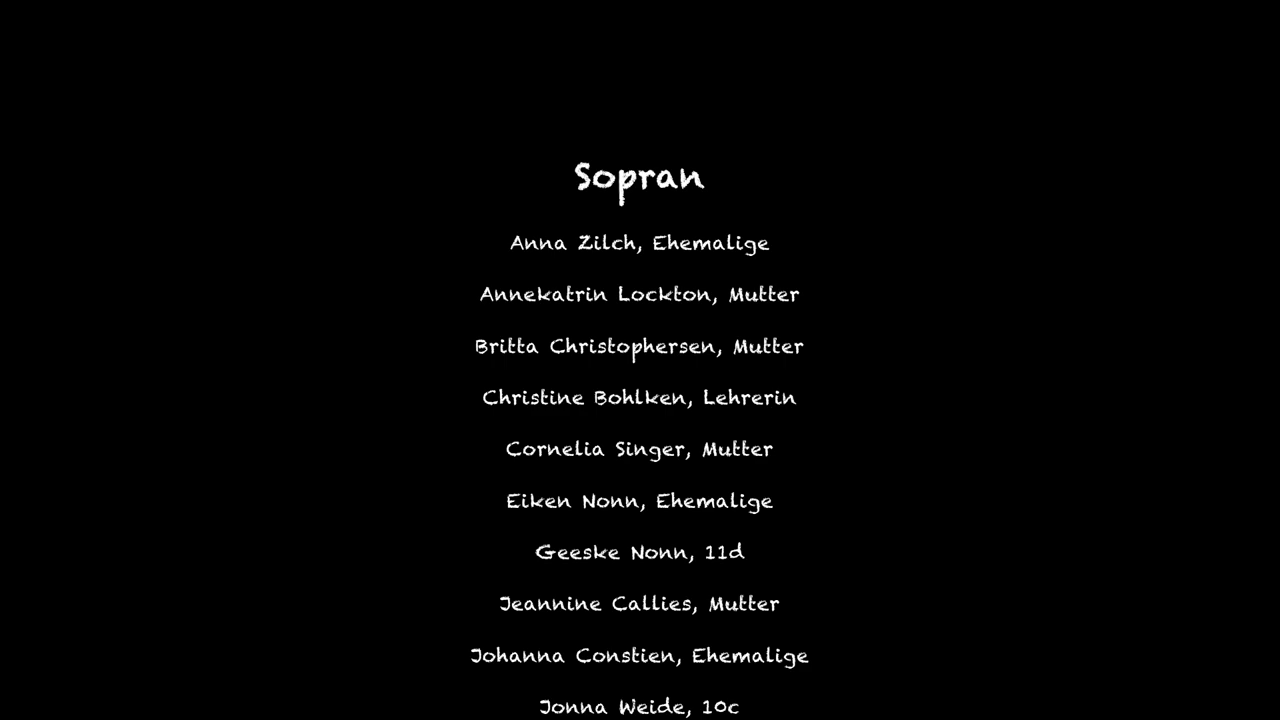 Sopran
Anna Zilch, Ehemalige
Annekatrin Lockton, Mutter
Britta Christophersen, Mutter
Christine Bohlken, Lehrerin
Cornelia Singer, Mutter
Eiken Nonn, Ehemalige
Geeske Nonn, 11d
Jeannine Callies, Mutter
Johanna Constien, Ehemalige
Jonna Weide, 10c